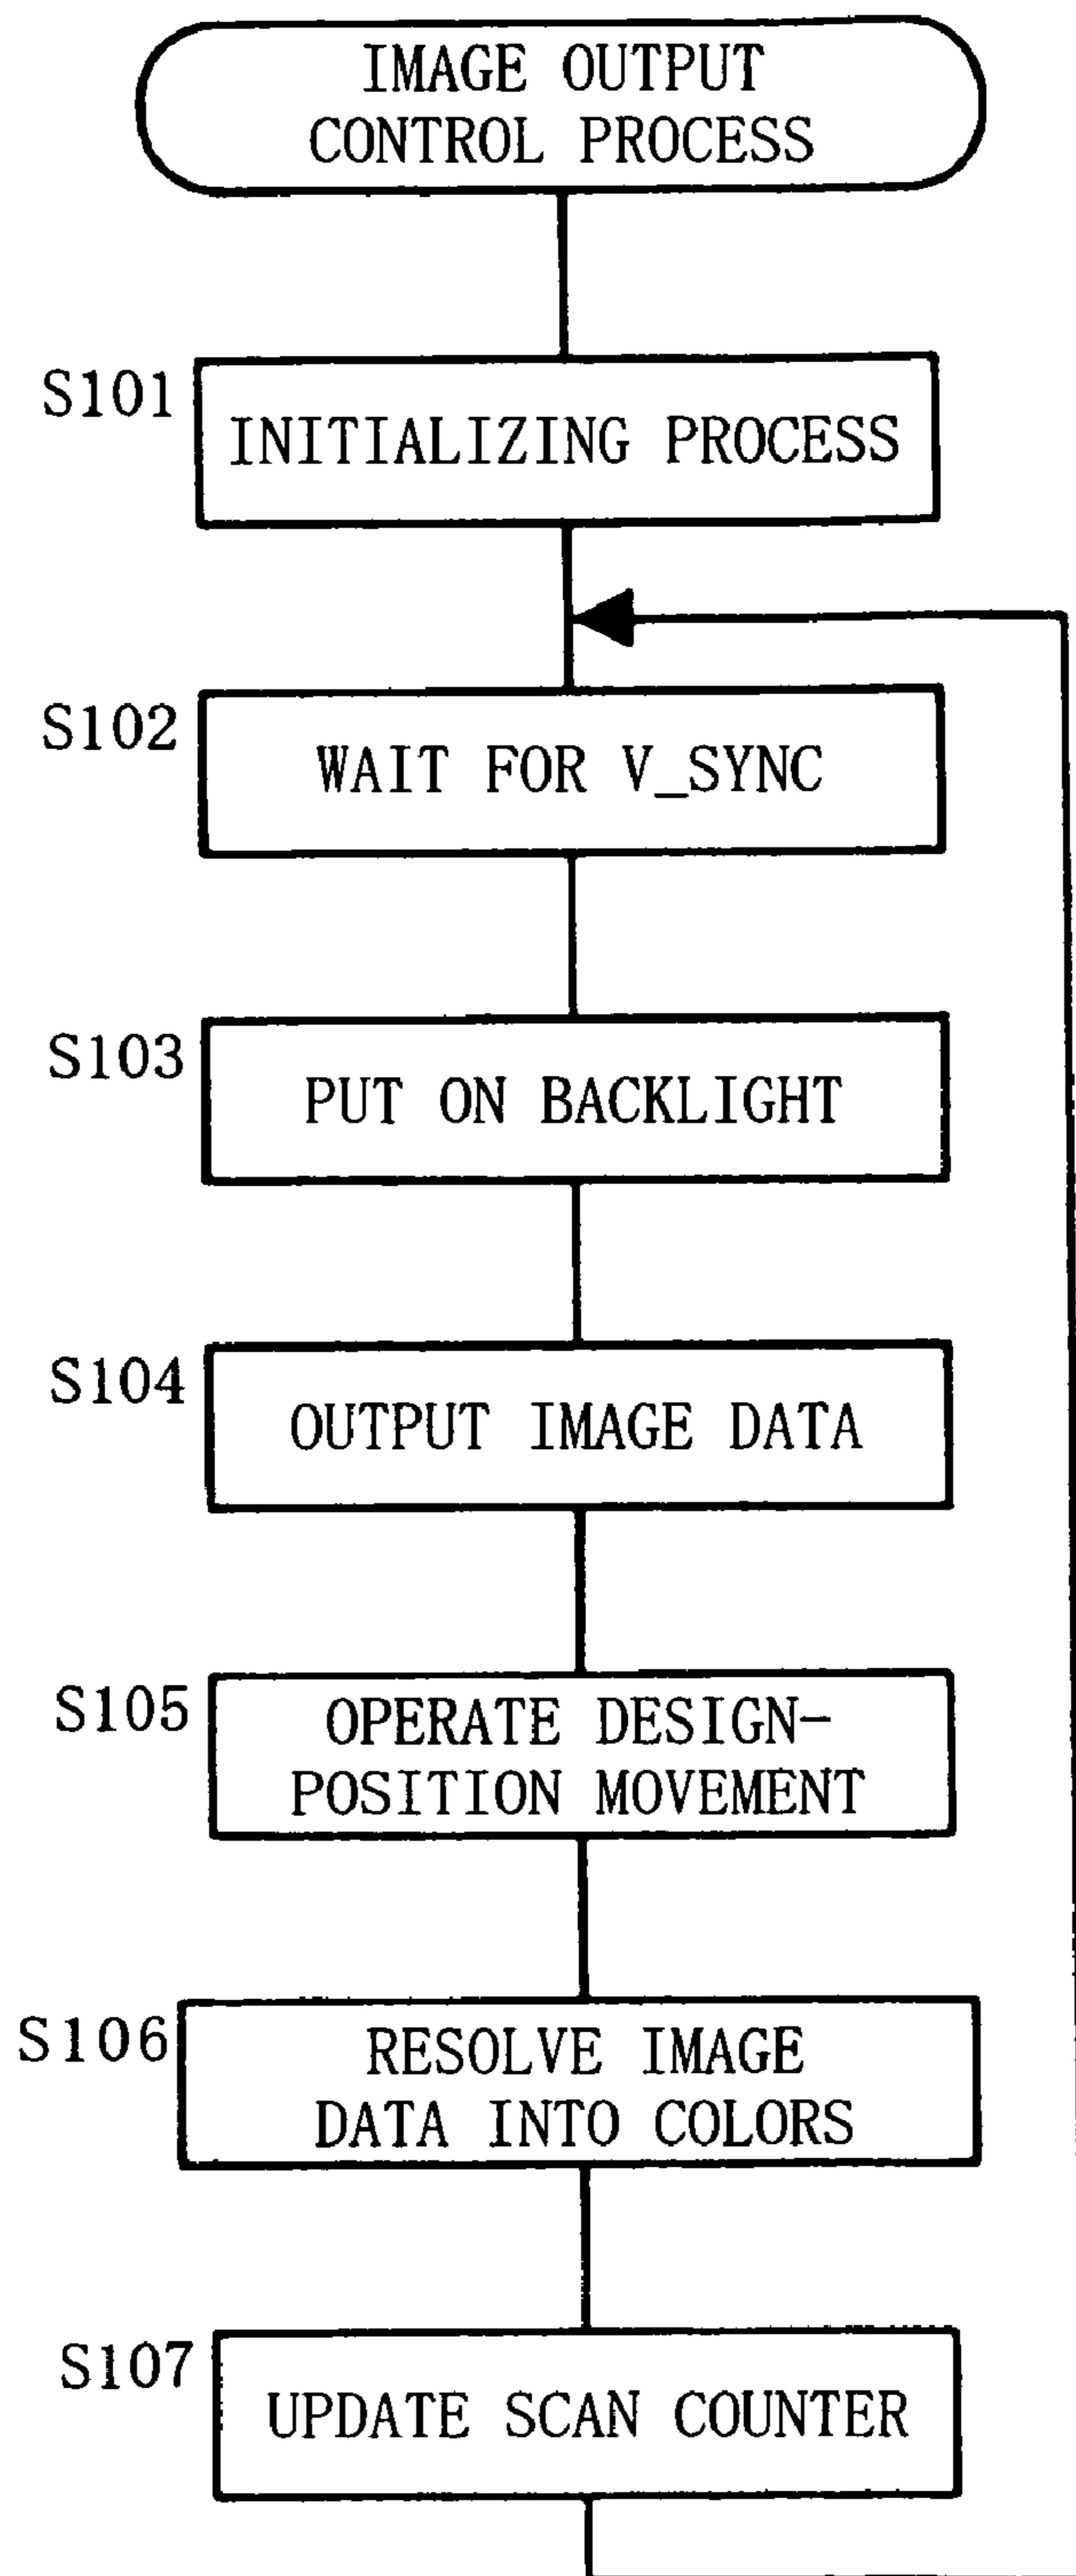 IMAGE OUTPUT
CONTROL PROCESS
S101
INITIALIZING PROCESS
S102
WAIT FOR V_SYNC
S103
PUT ON BACKLIGHT
S104
OUTPUT IMAGE DATA
S105
OPERATE DESIGN-
POSITION MOVEMENT
S106
RESOLVE IMAGE
DATA INTO COLORS
S107
UPDATE SCAN COUNTER